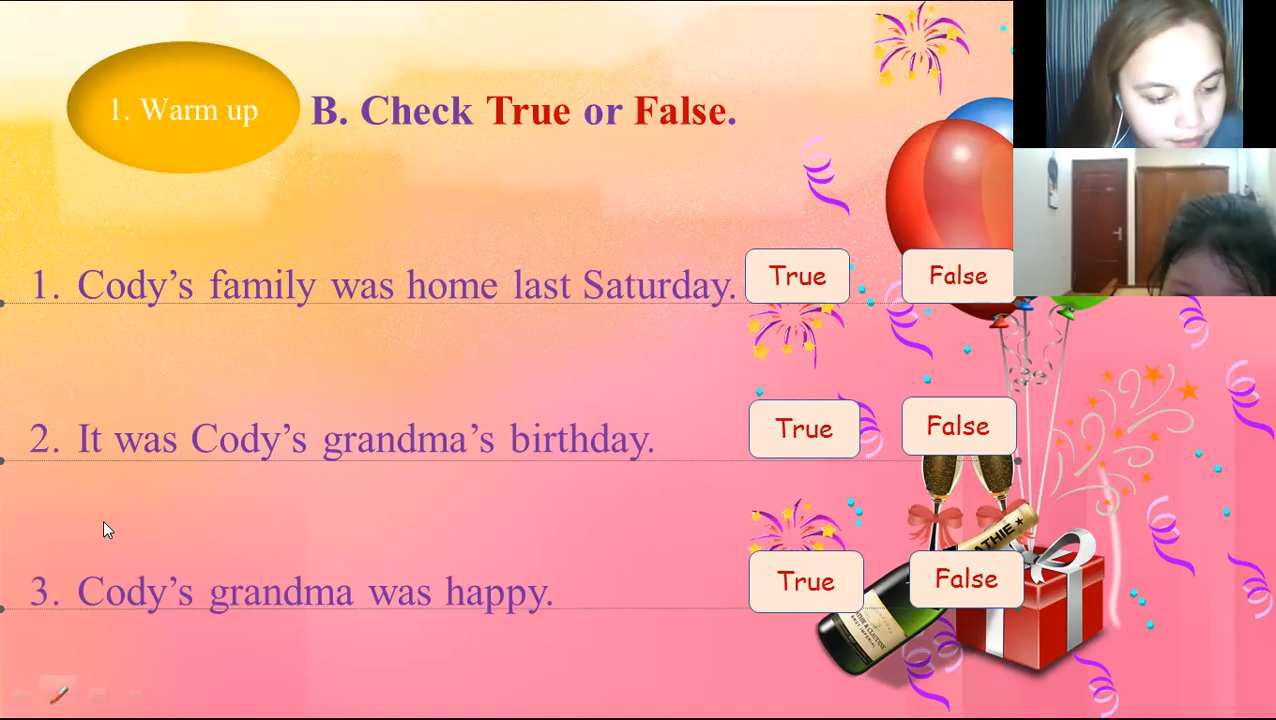 1. Warm up
B. Check True or False.
1. Cody's family was home last Saturday.
True
False
2. It was Cody's grandma's birthday.
True
False
3. Cody's grandma was happy.
True
False